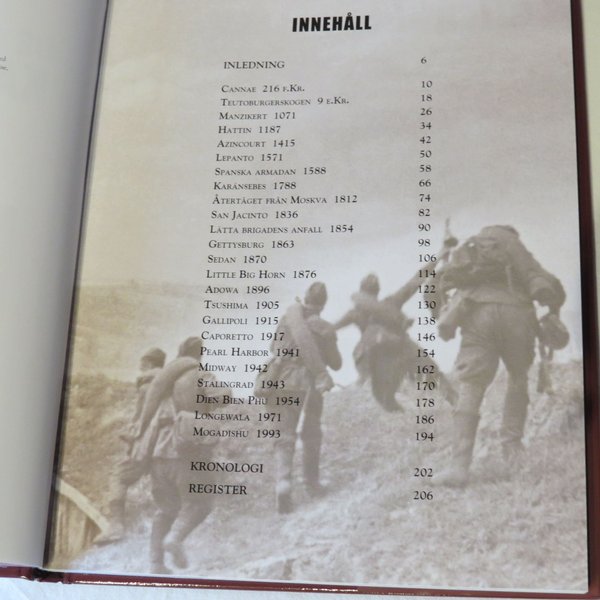 INNEHÅLL
INLEDNING 6
CANNAE 216 F.KR. 10
TEUTOBURGERSKOGEN 9 E.KR. 18
MANZIKERT 1071 26
HATTIN 1187 34
AZINCOURT 1415 42
LEPANTO 1571 50
SPANSKA ARMADAN 1588 58
KARÁNSEBES 1788 66
ÅTERTÅGET FRÅN MOSKVA 1812 74
SAN JACINTO 1836 82
LÄTTA BRIGADENS ANFALL 1854 90
GETTYSBURG 1863 98
SEDAN 1870 106
LITTLE BIG HORN 1876 114
ADOWA 1896 122
TSUSHIMA 1905 130
GALLIPOLI 1915 138
CAPORETTO 1917 146
PEARL HARBOR 1941 154
MIDWAY 1942 162
STALINGRAD 1943 170
DIEN BIEN PHU 1954 178
LONGEWALA 1971 186
MOGADISHU 1993 194
KRONOLOGI 202
REGISTER 206